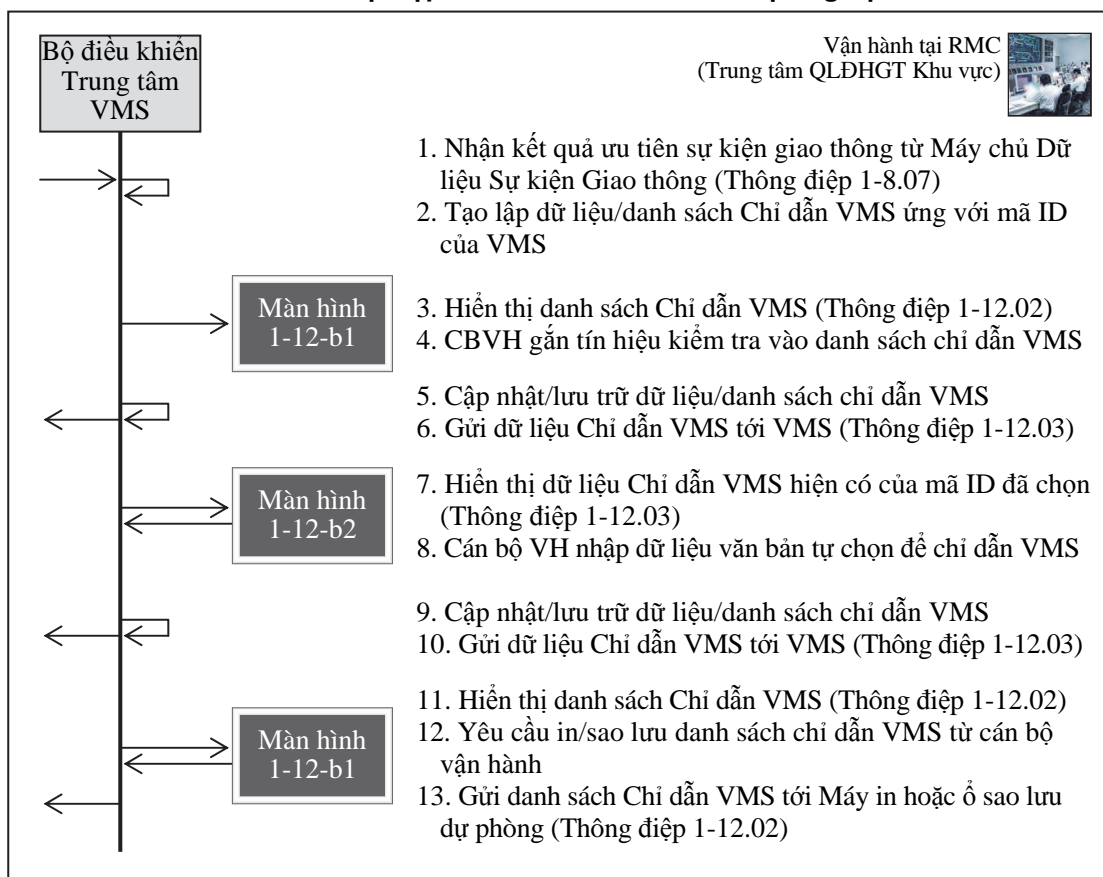 Bộ điều khiển
Trung tâm
VMS
Vận hành tại RMC
(Trung tâm QLĐHGT Khu vực)
1. Nhận kết quả ưu tiên sự kiện giao thông từ Máy chủ Dữ
liệu Sự kiện Giao thông (Thông điệp 1-8.07)
2. Tạo lập dữ liệu/danh sách Chỉ dẫn VMS ứng với mã ID
của VMS
Màn hình
1-12-b1
3. Hiển thị danh sách Chỉ dẫn VMS (Thông điệp 1-12.02)
4. CBVH gắn tín hiệu kiểm tra vào danh sách chỉ dẫn VMS
5. Cập nhật/lưu trữ dữ liệu/danh sách chỉ dẫn VMS
6. Gửi dữ liệu Chỉ dẫn VMS tới VMS (Thông điệp 1-12.03)
Màn hình
1-12-b2
7. Hiển thị dữ liệu Chỉ dẫn VMS hiện có của mã ID đã chọn
(Thông điệp 1-12.03)
8. Cán bộ VH nhập dữ liệu văn bản tự chọn để chỉ dẫn VMS
9. Cập nhật/lưu trữ dữ liệu/danh sách chỉ dẫn VMS
10. Gửi dữ liệu Chỉ dẫn VMS tới VMS (Thông điệp 1-12.03)
Màn hình
1-12-b1
11. Hiển thị danh sách Chỉ dẫn VMS (Thông điệp 1-12.02)
12. Yêu cầu in/sao lưu danh sách chỉ dẫn VMS từ cán bộ
vận hành
13. Gửi danh sách Chỉ dẫn VMS tới Máy in hoặc ổ sao lưu
dự phòng (Thông điệp 1-12.02)